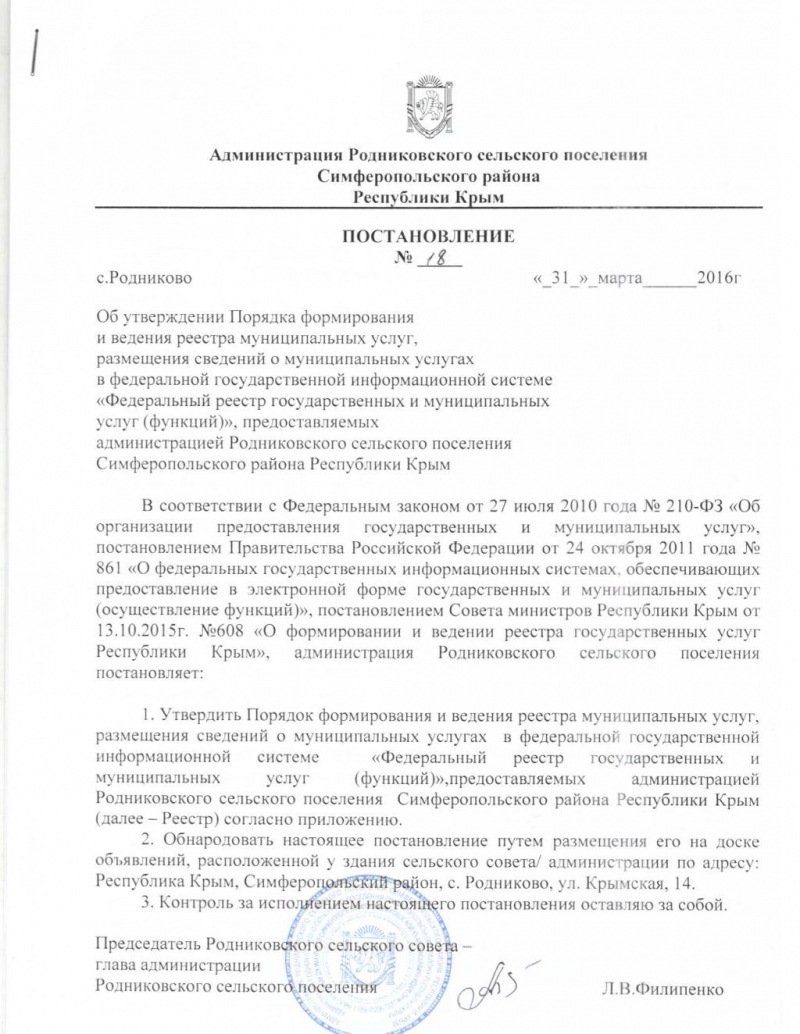 Администрация Родниковского сельского поселения
Симферопольского района
Республики Крым
ПОСТАНОВЛЕНИЕ
№ 18
с.Родниково «_31_»_марта______2016г
Об утверждении Порядка формирования
и ведения реестра муниципальных услуг,
размещения сведений о муниципальных услугах
в федеральной государственной информационной системе
«Федеральный реестр государственных и муниципальных
услуг (функций)», предоставляемых
администрацией Родниковского сельского поселения
Симферопольского района Республики Крым
В соответствии с Федеральным законом от 27 июля 2010 года № 210-ФЗ «Об
организации предоставления государственных и муниципальных услуг»,
постановлением Правительства Российской Федерации от 24 октября 2011 года №
861 «О федеральных государственных информационных системах, обеспечивающих
предоставление в электронной форме государственных и муниципальных услуг
(осуществление функций)», постановлением Совета министров Республики Крым от
13.10.2015г. №608 «О формировании и ведении реестра государственных услуг
Республики Крым», администрация Родниковского сельского поселения
постановляет:
1. Утвердить Порядок формирования и ведения реестра муниципальных услуг,
размещения сведений о муниципальных услугах в федеральной государственной
информационной системе «Федеральный реестр государственных и
муниципальных услуг (функций)»,предоставляемых администрацией
Родниковского сельского поселения Симферопольского района Республики Крым
(далее – Реестр) согласно приложению.
2. Обнародовать настоящее постановление путем размещения его на доске
объявлений, расположенной у здания сельского совета/ администрации по адресу:
Республика Крым, Симферопольский район, с. Родниково, ул. Крымская, 14.
3. Контроль за исполнением настоящего постановления оставляю за собой.
Председатель Родниковского сельского совета –
глава администрации
Родниковского сельского поселения Л.В.Филипенко